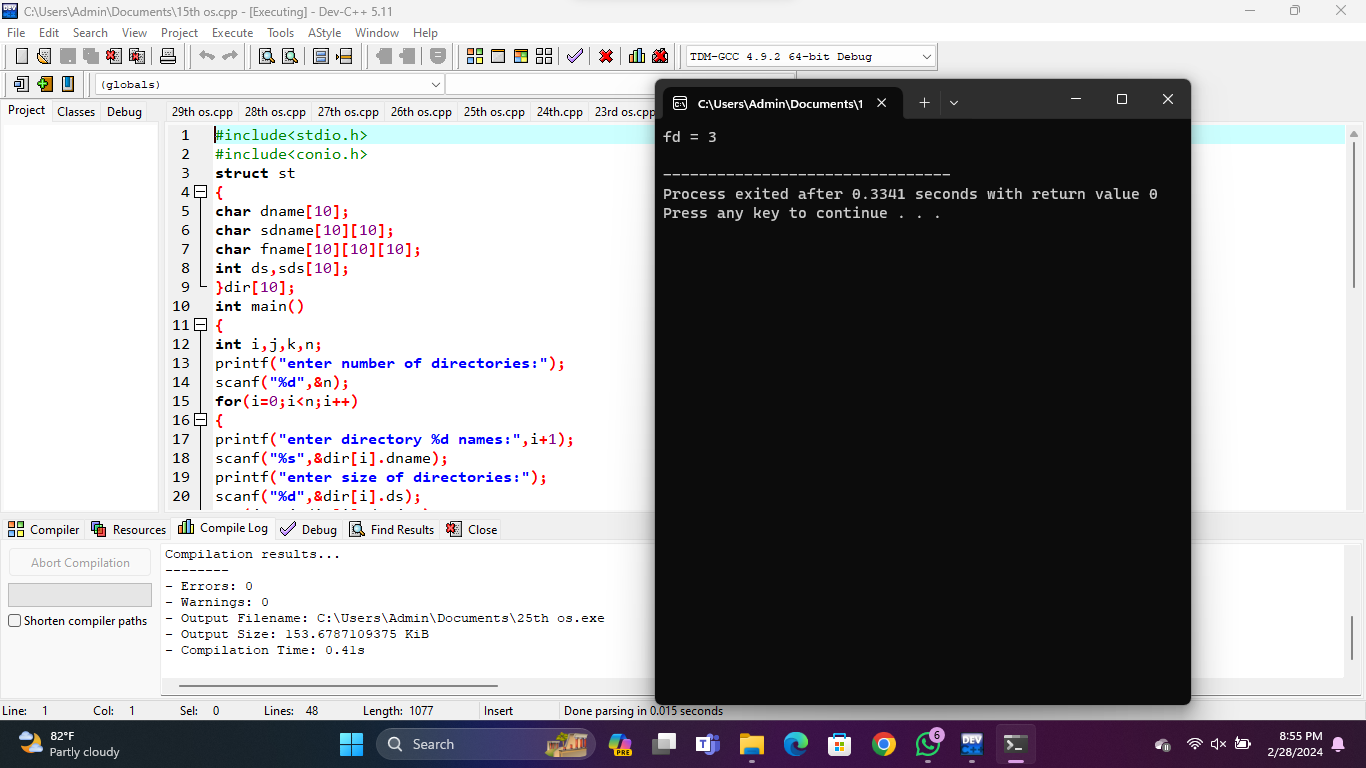 C:\Users\Admin\Documents\15th os.cpp - [Executing] - Dev-C++ 5.11
File Edit Search View Project Execute Tools AStyle Window Help
TDM-GCC 4.9.2 64-bit Debug
(globals)
Project Classes Debug
29th os.cpp 28th os.cpp 27th os.cpp 26th os.cpp 25th os.cpp 24th.cpp 23rd os.cpp
1 #include<stdio.h>
2 #include<conio.h>
3 struct st
4 {
5 char dname[10];
6 char sdname[10][10];
7 char fname[10][10][10];
8 int ds,sds[10];
9 }dir[10];
10 int main()
11 {
12 int i,j,k,n;
13 printf("enter number of directories:");
14 scanf("%d",&n);
15 for(i=0;i<n;i++)
16 {
17 printf("enter directory %d names:",i+1);
18 scanf("%s",&dir[i].dname);
19 printf("enter size of directories:");
20 scanf("%d",&dir[i].ds);
C:\Users\Admin\Documents\1
fd = 3
--------------------------------
Process exited after 0.3341 seconds with return value 0
Press any key to continue . . .
Compiler Resources Compile Log Debug Find Results Close
Abort Compilation
Shorten compiler paths
Compilation results...
--------
- Errors: 0
- Warnings: 0
- Output Filename: C:\Users\Admin\Documents\25th os.exe
- Output Size: 153.6787109375 KiB
- Compilation Time: 0.41s
Line: 1 Col: 1 Sel: 0 Lines: 48 Length: 1077 Insert Done parsing in 0.015 seconds
82°F
Partly cloudy
Search
PRE
6
DEV
8:55 PM
2/28/2024